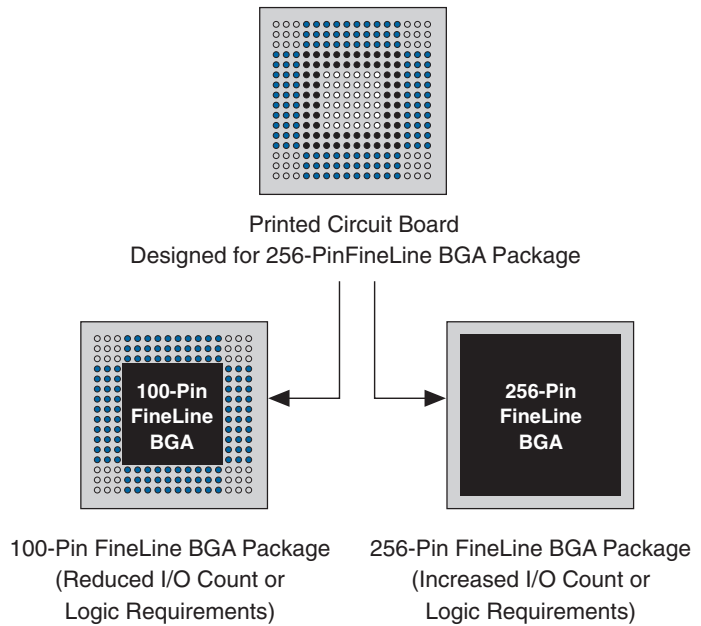 Printed Circuit Board
Designed for 256-PinFineLine BGA Package
100-Pin
FineLine
BGA
256-Pin
FineLine
BGA
100-Pin FineLine BGA Package
(Reduced I/O Count or
Logic Requirements)
256-Pin FineLine BGA Package
(Increased I/O Count or
Logic Requirements)